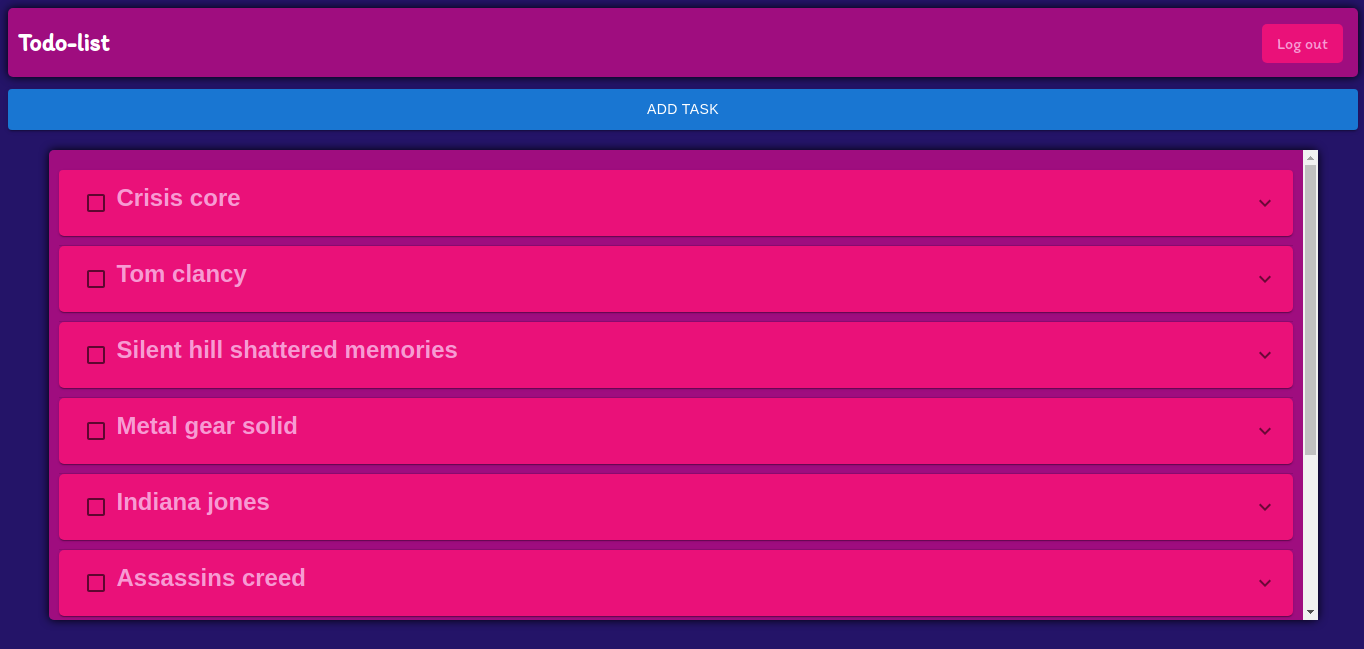 Todo-list
Log out
ADD TASK
Crisis core
Tom clancy
Silent hill shattered memories
Metal gear solid
Indiana jones
Assassins creed